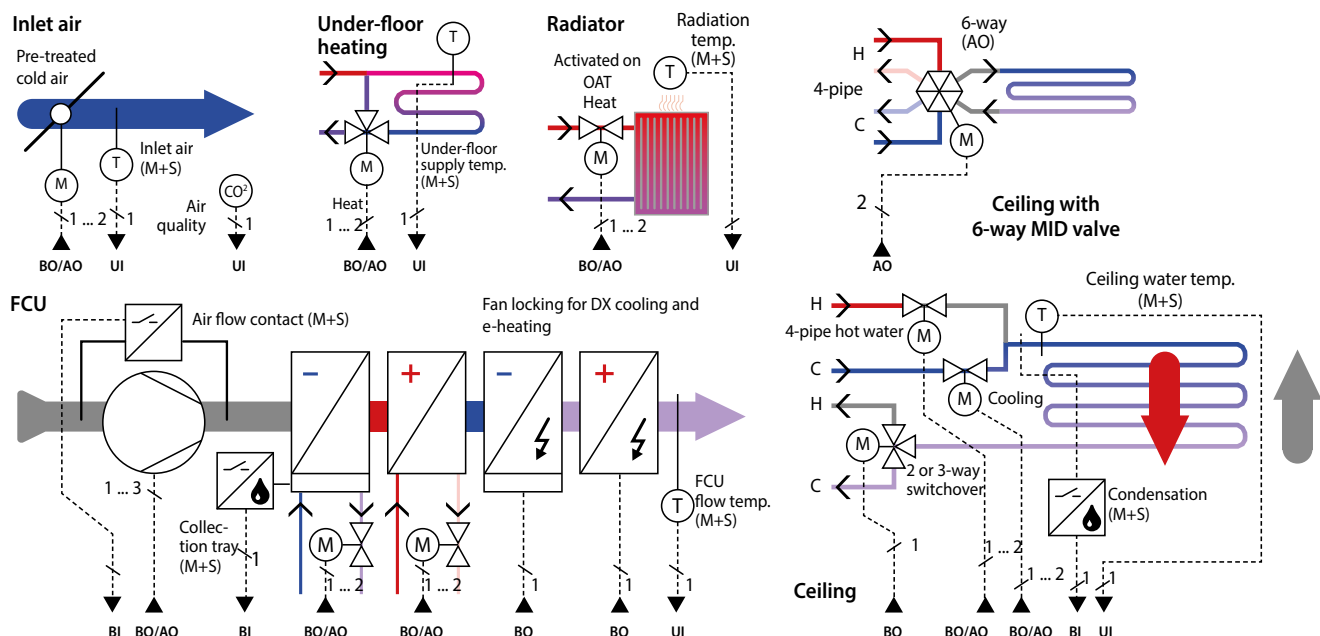 Inlet air
Pre-treated
cold air
M
T
Inlet air
(M+S)
CO²
Air
quality
1 ... 2
1
1
BO/AO
UI
UI
Under-floor
heating
T
M
Under-floor
supply temp.
(M+S)
Heat
1 ... 2
1
BO/AO
UI
Radiator
Radiation
temp.
(M+S)
Activated on
OAT
Heat
T
M
1 ... 2
1
BO/AO
UI
6-way
(AO)
H
4-pipe
C
M
2
Ceiling with
6-way MID valve
AO
FCU
Air flow contact (M+S)
Fan locking for DX cooling and
e-heating
–
+
–
+
1 ... 3
Collec-
tion tray
(M+S)
1
M
1 ... 2
M
1 ... 2
1
1
T
FCU
flow temp.
(M+S)
1
BI
BO/AO
BI
BO/AO
BO/AO
BO
BO
UI
Ceiling water temp.
(M+S)
H
4-pipe hot water
M
T
C
M
Cooling
H
M
2 or 3-way
switchover
C
Condensation
(M+S)
1
1 ... 2
1 ... 2
1
1
Ceiling
BO
BO/AO
BO/AO
BI
UI